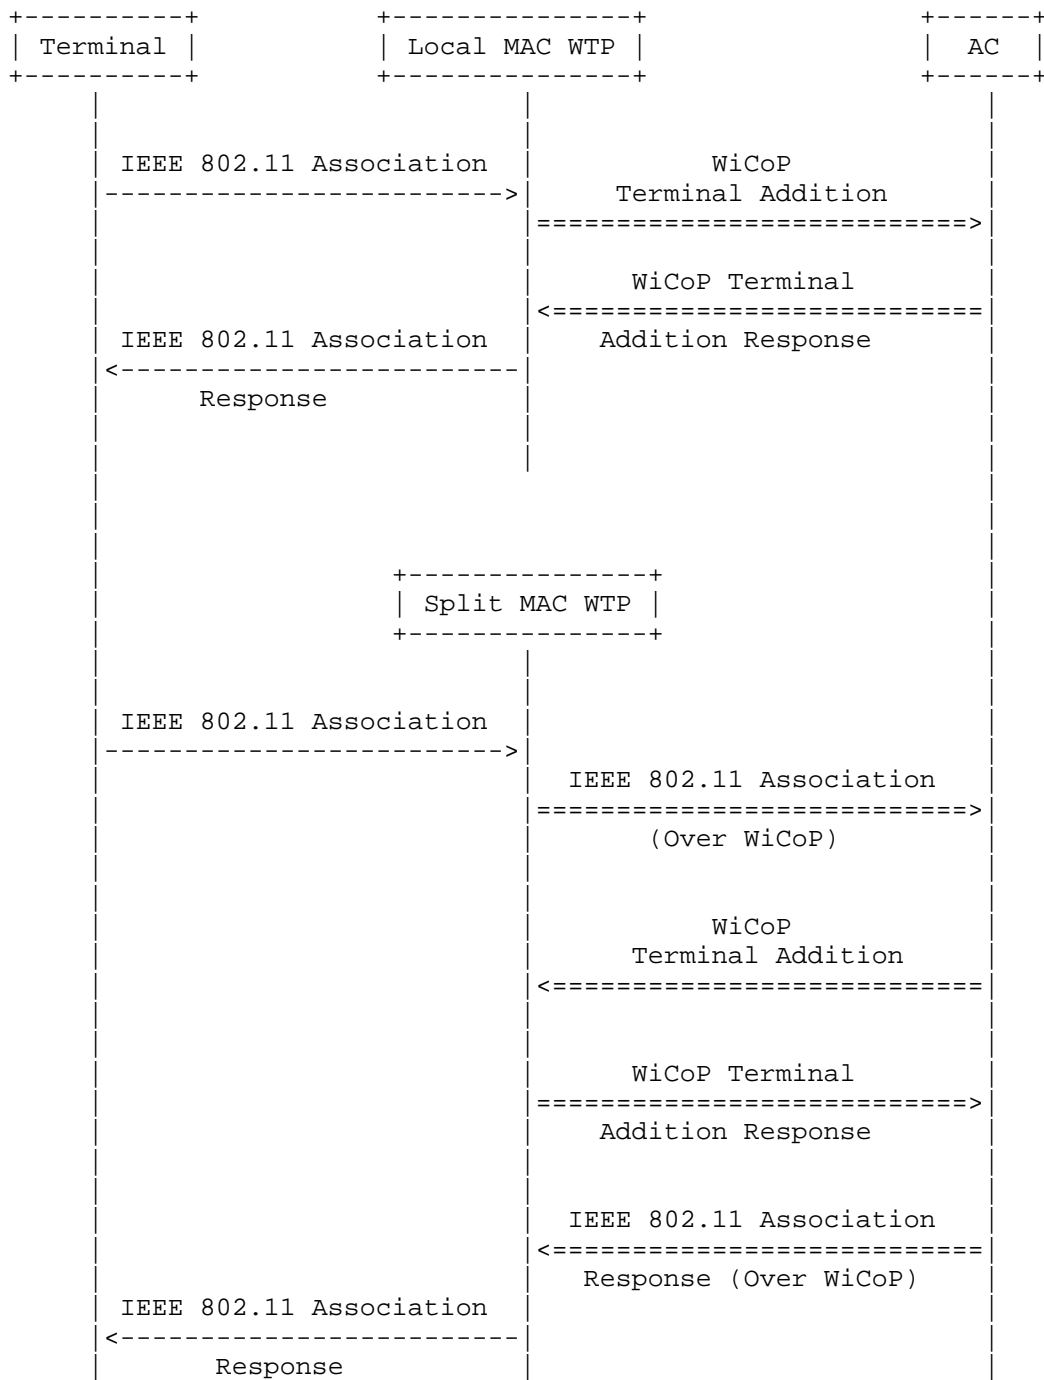 Terminal Local MAC WTP AC
IEEE 802.11 Association WiCoP
Terminal Addition
WiCoP Terminal
IEEE 802.11 Association Addition Response
Response
Split MAC WTP
IEEE 802.11 Association
IEEE 802.11 Association
(Over WiCoP)
WiCoP
Terminal Addition
WiCoP Terminal
Addition Response
IEEE 802.11 Association
Response (Over WiCoP)
IEEE 802.11 Association
Response